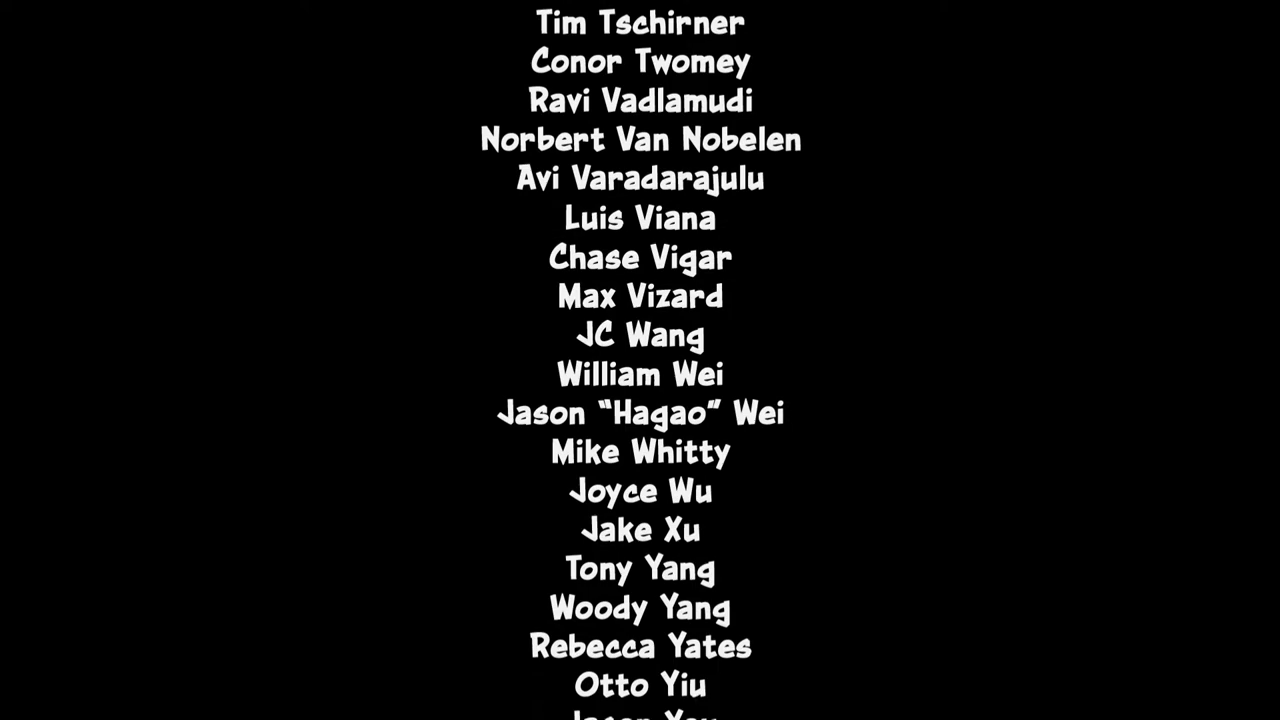 Tim Tschirner
Conor Twomey
Ravi Vadlamudi
Norbert Van Nobelen
Avi Varadarajulu
Luis Viana
Chase Vigar
Max Vizard
JC Wang
William Wei
Jason “Hagao” Wei
Mike Whitty
Joyce Wu
Jake Xu
Tony Yang
Woody Yang
Rebecca Yates
Otto Yiu